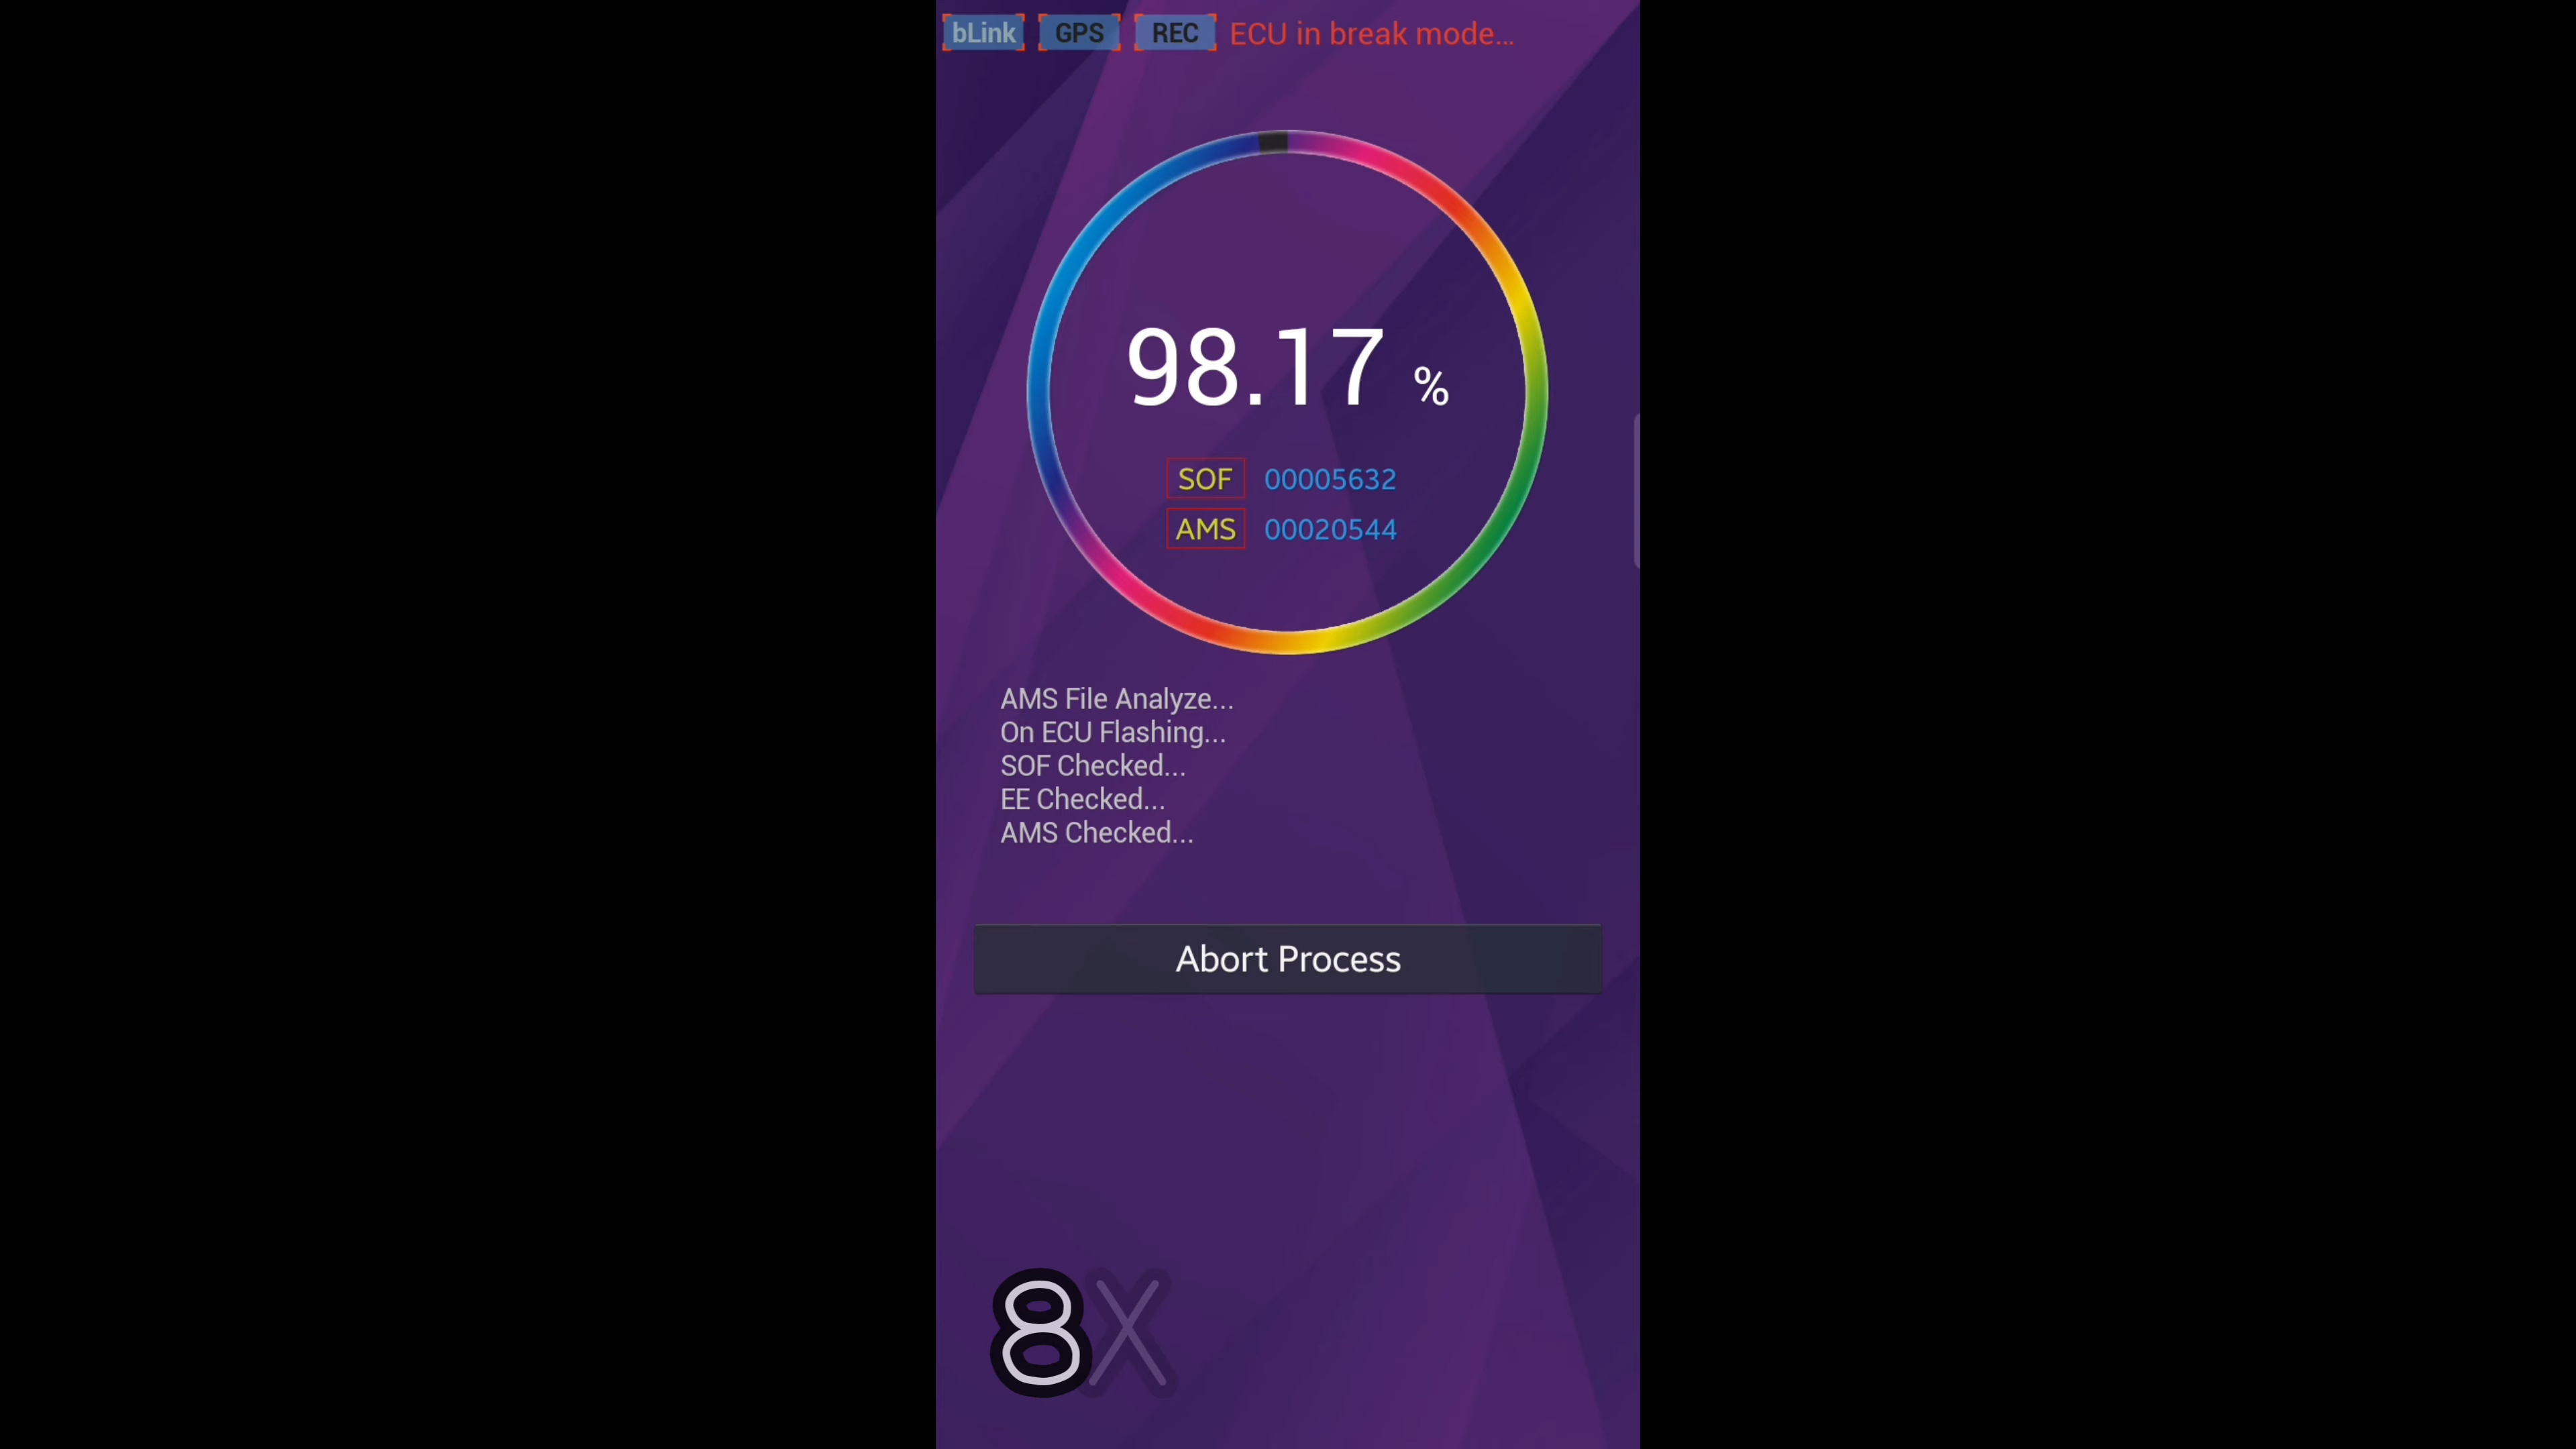 bLink GPS REC ECU in break mode...
98.17 %
SOF 00005632
AMS 00020544
AMS File Analyze...
On ECU Flashing...
SOF Checked...
EE Checked...
AMS Checked...
Abort Process
8X